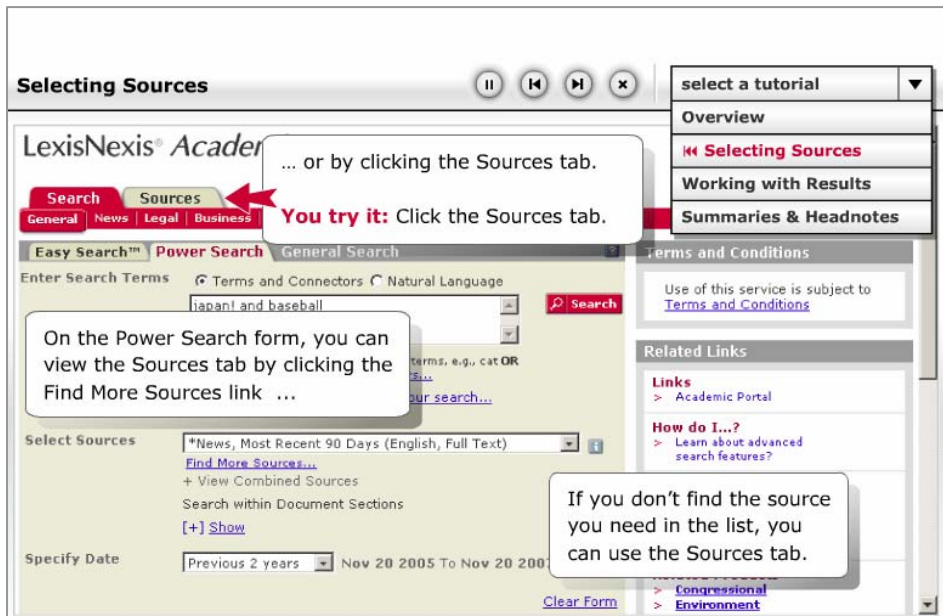 Selecting Sources
select a tutorial
Overview
Selecting Sources
Working with Results
Summaries & Headnotes
LexisNexis® Academ
... or by clicking the Sources tab.
You try it: Click the Sources tab.
Search Sources
General News Legal Business
Easy Search™ Power Search General Search
Enter Search Terms
Terms and Connectors Natural Language
japan! and baseball
Search
On the Power Search form, you can
view the Sources tab by clicking the
Find More Sources link ...
terms, e.g., cat OR
our search...
Select Sources
*News, Most Recent 90 Days (English, Full Text)
Find More Sources...
+ View Combined Sources
Search within Document Sections
[+] Show
Specify Date
Previous 2 years Nov 20 2005 To Nov 20 200
Clear Form
Terms and Conditions
Use of this service is subject to
Terms and Conditions
Related Links
Links
> Academic Portal
How do I...?
> Learn about advanced
search features?
If you don't find the source
you need in the list, you
can use the Sources tab.
> Congressional
> Environment